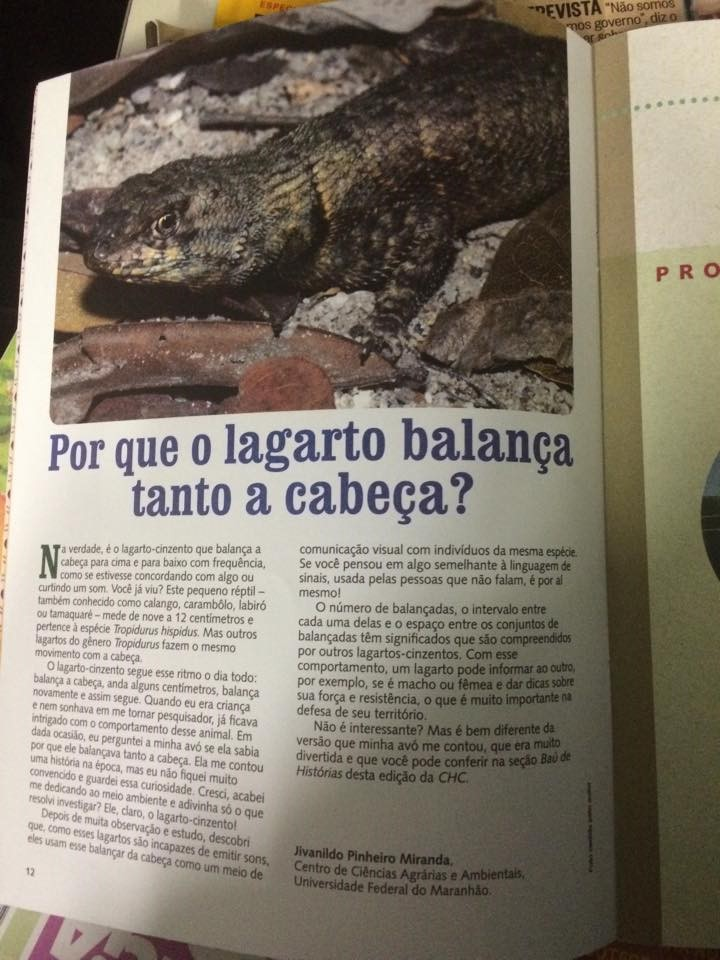 ESPECI
REVISTA "Não somos
mos governo", diz o
PRO
Por que o lagarto balança
tanto a cabeça?
Na verdade, é o lagarto-cinzento que balança a
cabeça para cima e para baixo com frequência,
como se estivesse concordando com algo ou
curtindo um som. Você já viu? Este pequeno réptil –
também conhecido como calango, carambôlo, labiró
ou tamaquaré – mede de nove a 12 centímetros e
pertence à espécie Tropidurus hispidus. Mas outros
lagartos do gênero Tropidurus fazem o mesmo
movimento com a cabeça.
O lagarto-cinzento segue esse ritmo o dia todo:
balança a cabeça, anda alguns centímetros, balança
novamente e assim segue. Quando eu era criança
e nem sonhava em me tornar pesquisador, já ficava
intrigado com o comportamento desse animal. Em
dada ocasião, eu perguntei a minha avó se ela sabia
por que ele balançava tanto a cabeça. Ela me contou
uma história na época, mas eu não fiquei muito
convencido e guardei essa curiosidade. Cresci, acabei
me dedicando ao meio ambiente e adivinha só o que
resolvi investigar? Ele, claro, o lagarto-cinzento!
Depois de muita observação e estudo, descobri
que, como esses lagartos são incapazes de emitir sons,
eles usam esse balançar da cabeça como um meio de
comunicação visual com indivíduos da mesma espécie.
Se você pensou em algo semelhante à linguagem de
sinais, usada pelas pessoas que não falam, é por aí
mesmo!
O número de balançadas, o intervalo entre
cada uma delas e o espaço entre os conjuntos de
balançadas têm significados que são compreendidos
por outros lagartos-cinzentos. Com esse
comportamento, um lagarto pode informar ao outro,
por exemplo, se é macho ou fêmea e dar dicas sobre
sua força e resistência, o que é muito importante na
defesa de seu território.
Não é interessante? Mas é bem diferente da
versão que minha avó me contou, que era muito
divertida e que você pode conferir na seção Baú de
Histórias desta edição da CHC.
Jivanildo Pinheiro Miranda,
Centro de Ciências Agrárias e Ambientais,
Universidade Federal do Maranhão.
12